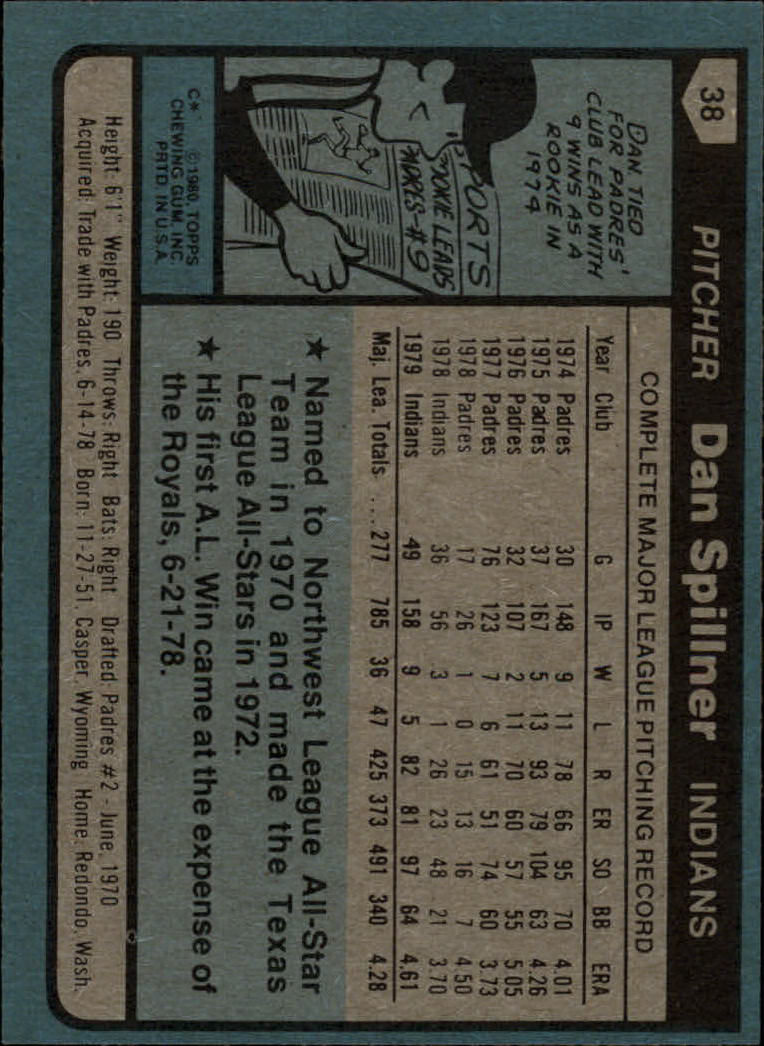 38 PITCHER Dan Spillner INDIANS
DAN TIED
FOR PADRES'
CLUB LEAD WITH
9 WINS AS A
ROOKIE IN
1974
SPORTS
LEADS
#9
C* ©1980 TOPPS
CHEWING GUM, INC.
PRTD. IN U.S.A.
COMPLETE MAJOR LEAGUE PITCHING RECORD
Year Club G IP W L R ER SO BB ERA
1974 Padres 30 148 9 11 78 66 95 70 4.01
1975 Padres 37 167 5 13 93 79 104 63 4.26
1976 Padres 32 107 2 11 70 60 57 55 5.05
1977 Padres 76 123 7 6 61 51 74 60 3.73
1978 Padres 17 26 1 0 15 13 16 7 4.50
1978 Indians 36 56 3 1 26 23 48 21 3.70
1979 Indians 49 158 9 5 82 81 97 64 4.61
Maj. Lea. Totals ... 277 785 36 47 425 373 491 340 4.28
★ Named to Northwest League All-Star
Team in 1970 and made the Texas
League All-Stars in 1972.
★ His first A.L. Win came at the expense of
the Royals, 6-21-78.
Height: 6'1" Weight: 190 Throws: Right Bats: Right Drafted: Padres #2 - June, 1970
Acquired: Trade with Padres, 6-14-78 Born: 11-27-51, Casper, Wyoming Home: Redondo, Wash.